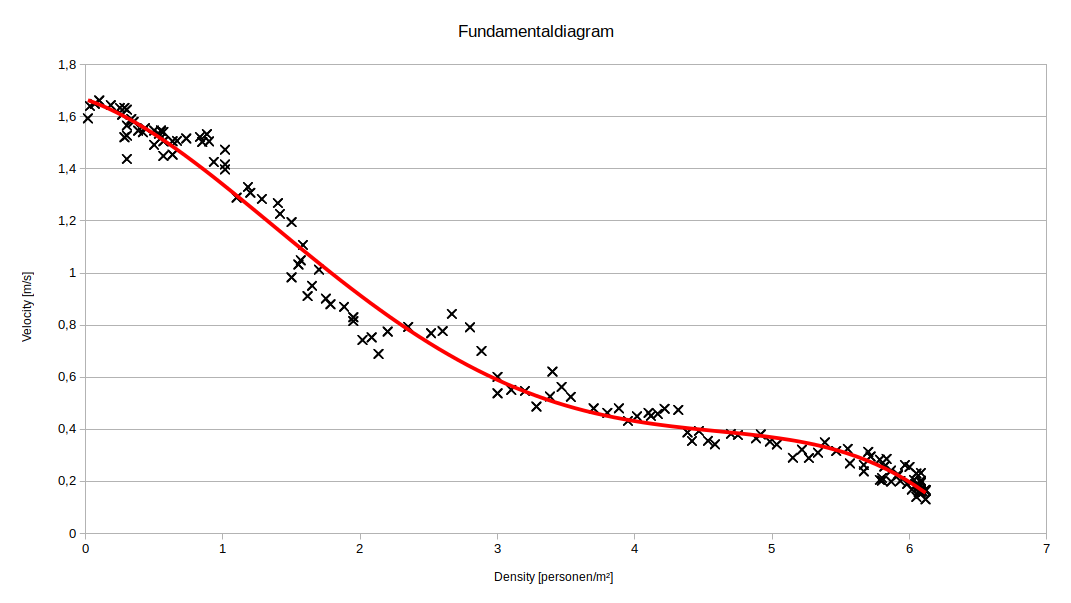 Fundamentaldiagram
1,8
1,6
1,4
1,2
1
0,8
0,6
0,4
0,2
0
Velocity [m/s]
0 1 2 3 4 5 6 7
Density [personen/m²]